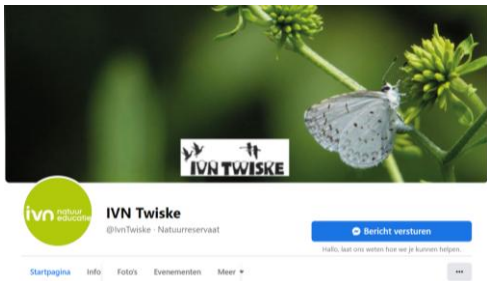 IVN TWISKE
ivn natuur
educatie
IVN Twiske
@IvnTwiske · Natuurreservaat
Bericht versturen
Hallo, laat ons weten hoe we je kunnen helpen.
Startpagina Info Foto's Evenementen Meer